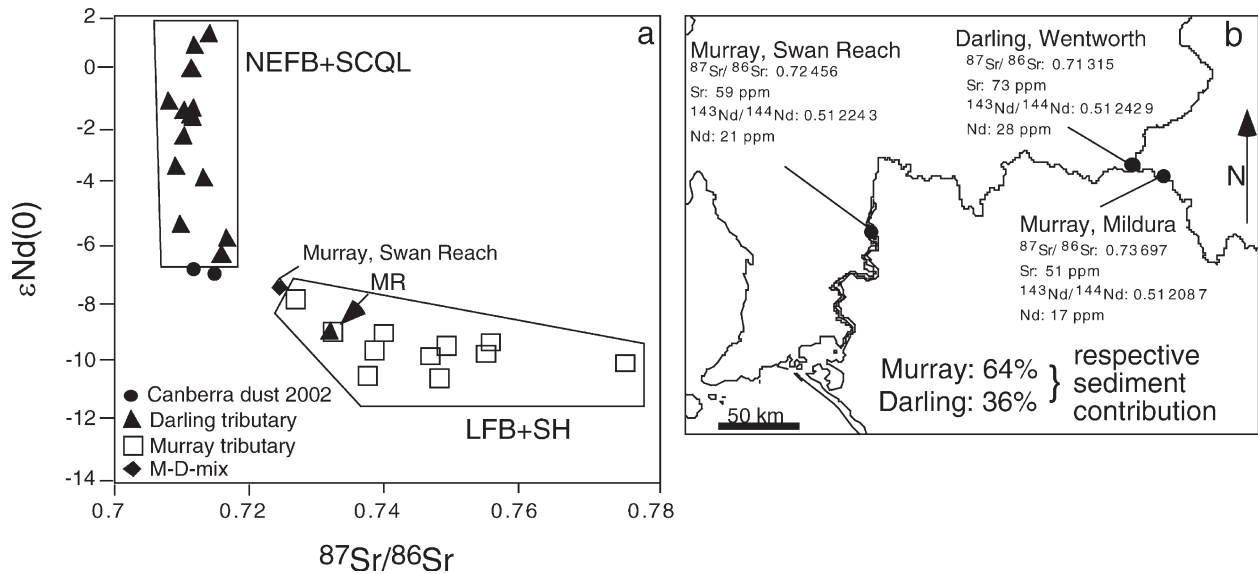 2
0
-2
-4
-6
-8
-10
-12
-14
εNd(0)
a
NEFB+SCQL
Murray, Swan Reach
MR
LFB+SH
Canberra dust 2002
Darling tributary
Murray tributary
M-D-mix
0.7 0.72 0.74 0.76 0.78
87Sr/86Sr
b
Murray, Swan Reach
87Sr/ 86Sr: 0.72456
Sr: 59 ppm
143Nd/144Nd: 0.512243
Nd: 21 ppm
Darling, Wentworth
87Sr/ 86Sr: 0.71315
Sr: 73 ppm
143Nd/144Nd: 0.512429
Nd: 28 ppm
N
Murray, Mildura
87Sr/ 86Sr: 0.73697
Sr: 51 ppm
143Nd/144Nd: 0.512087
Nd: 17 ppm
Murray: 64%
Darling: 36%
} respective
sediment
contribution
50 km